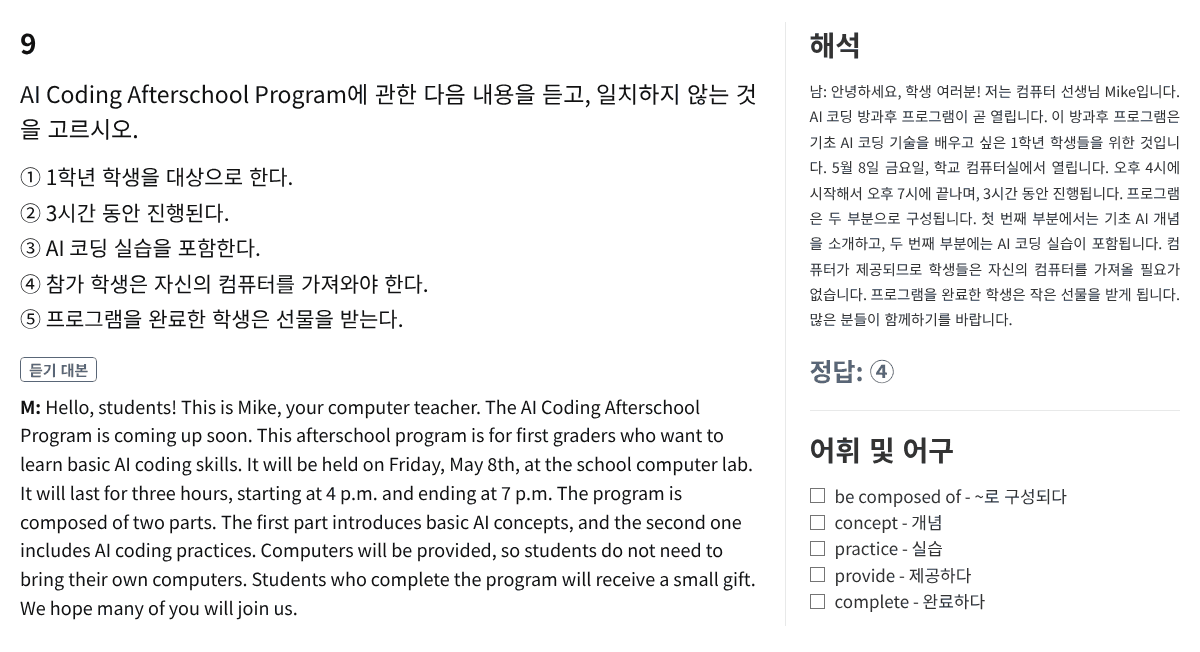 9
AI Coding Afterschool Program에 관한 다음 내용을 듣고, 일치하지 않는 것
을 고르시오.
① 1학년 학생을 대상으로 한다.
② 3시간 동안 진행된다.
③ AI 코딩 실습을 포함한다.
④ 참가 학생은 자신의 컴퓨터를 가져와야 한다.
⑤ 프로그램을 완료한 학생은 선물을 받는다.
듣기 대본
M: Hello, students! This is Mike, your computer teacher. The AI Coding Afterschool
Program is coming up soon. This afterschool program is for first graders who want to
learn basic AI coding skills. It will be held on Friday, May 8th, at the school computer lab.
It will last for three hours, starting at 4 p.m. and ending at 7 p.m. The program is
composed of two parts. The first part introduces basic AI concepts, and the second one
includes AI coding practices. Computers will be provided, so students do not need to
bring their own computers. Students who complete the program will receive a small gift.
We hope many of you will join us.
해석
남: 안녕하세요, 학생 여러분! 저는 컴퓨터 선생님 Mike입니다.
AI 코딩 방과후 프로그램이 곧 열립니다. 이 방과후 프로그램은
기초 AI 코딩 기술을 배우고 싶은 1학년 학생들을 위한 것입니
다. 5월 8일 금요일, 학교 컴퓨터실에서 열립니다. 오후 4시에
시작해서 오후 7시에 끝나며, 3시간 동안 진행됩니다. 프로그램
은 두 부분으로 구성됩니다. 첫 번째 부분에서는 기초 AI 개념
을 소개하고, 두 번째 부분에는 AI 코딩 실습이 포함됩니다. 컴
퓨터가 제공되므로 학생들은 자신의 컴퓨터를 가져올 필요가
없습니다. 프로그램을 완료한 학생은 작은 선물을 받게 됩니다.
많은 분들이 함께하기를 바랍니다.
정답: ④
어휘 및 어구
☐ be composed of - ~로 구성되다
☐ concept - 개념
☐ practice - 실습
☐ provide - 제공하다
☐ complete - 완료하다